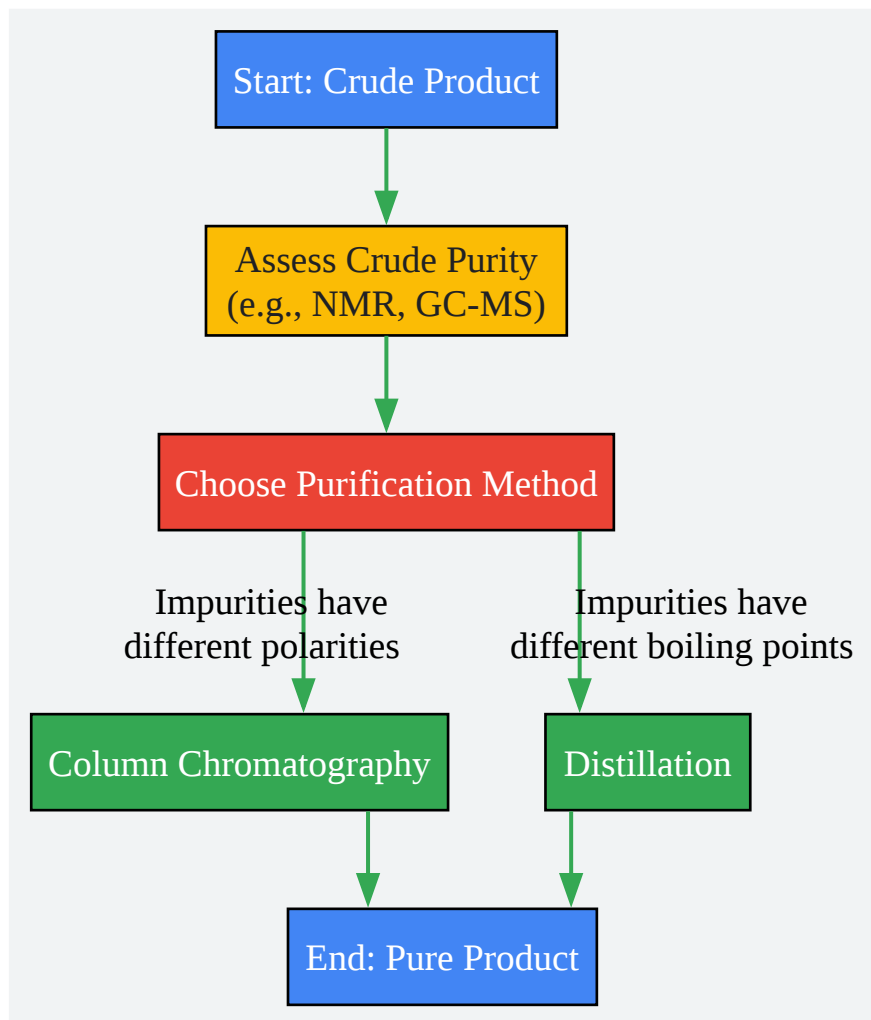 Start: Crude Product
Assess Crude Purity
(e.g., NMR, GC-MS)
Choose Purification Method
Impurities have
different polarities
Impurities have
different boiling points
Column Chromatography
Distillation
End: Pure Product